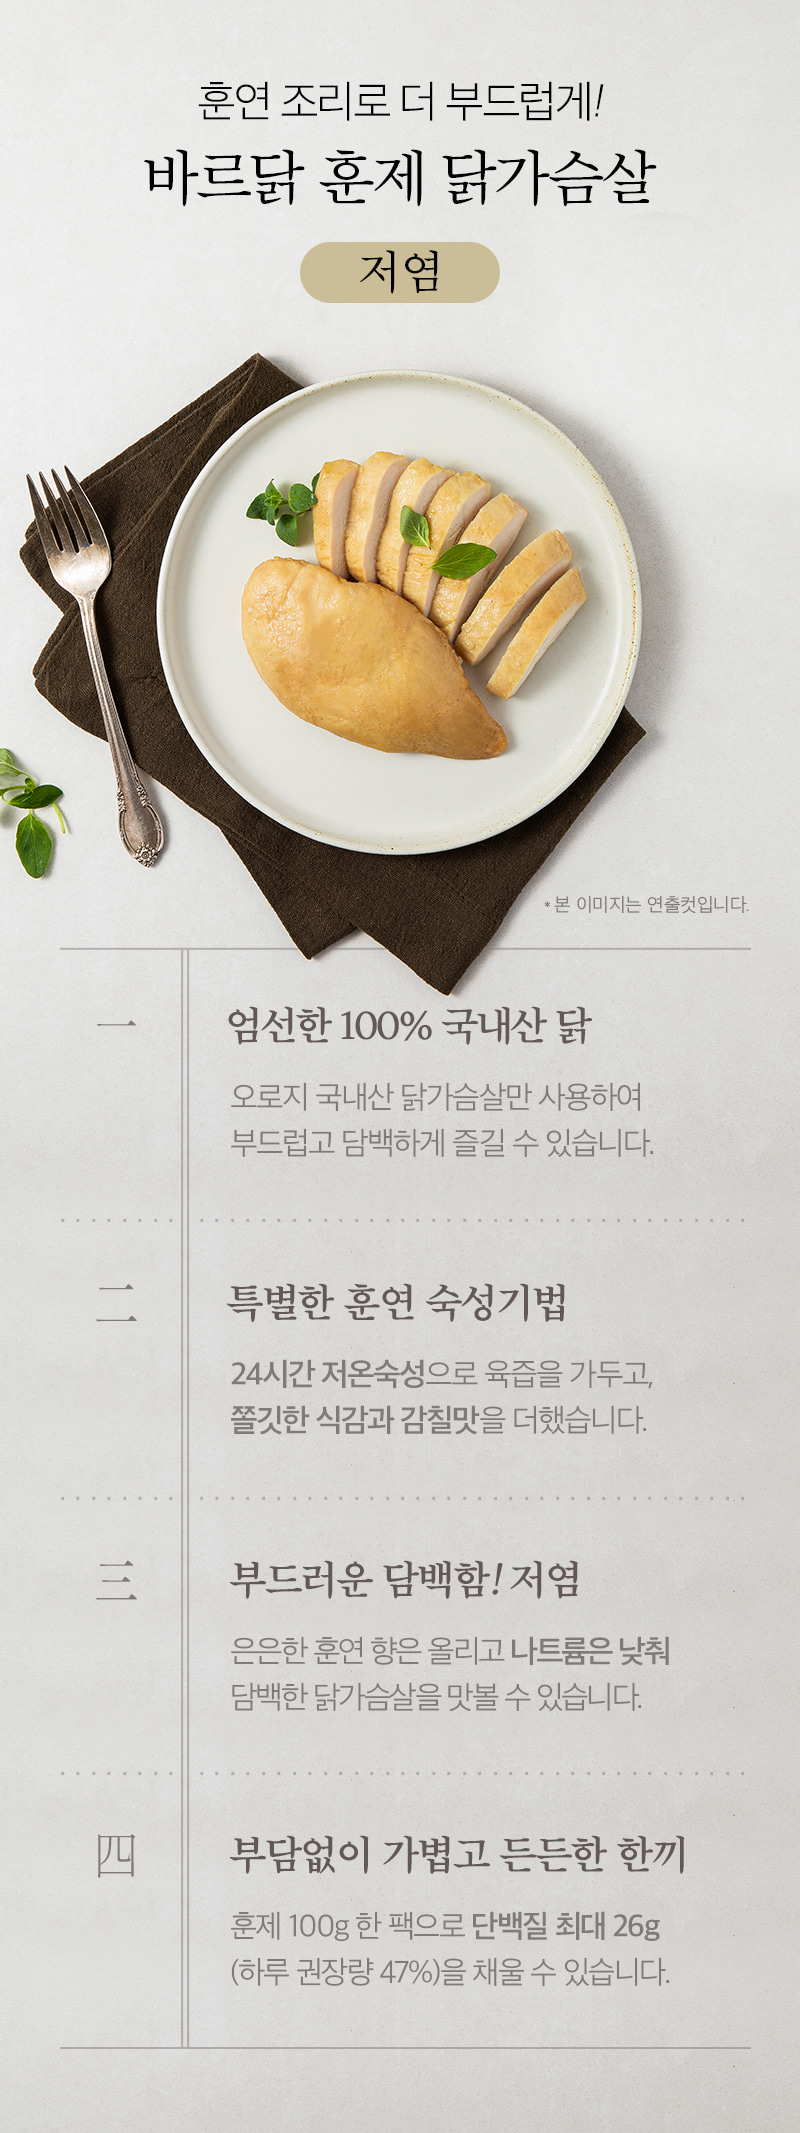 훈연 조리로 더 부드럽게!
바르닭 훈제 닭가슴살
저염
*본 이미지는 연출컷입니다.
一
엄선한 100% 국내산 닭
오로지 국내산 닭가슴살만 사용하여
부드럽고 담백하게 즐길 수 있습니다.
二
특별한 훈연 숙성기법
24시간 저온숙성으로 육즙을 가두고,
쫄깃한 식감과 감칠맛을 더했습니다.
三
부드러운 담백함! 저염
은은한 훈연 향은 올리고 나트륨은 낮춰
담백한 닭가슴살을 맛볼 수 있습니다.
四
부담없이 가볍고 든든한 한끼
훈제 100g 한 팩으로 단백질 최대 26g
(하루 권장량 47%)을 채울 수 있습니다.